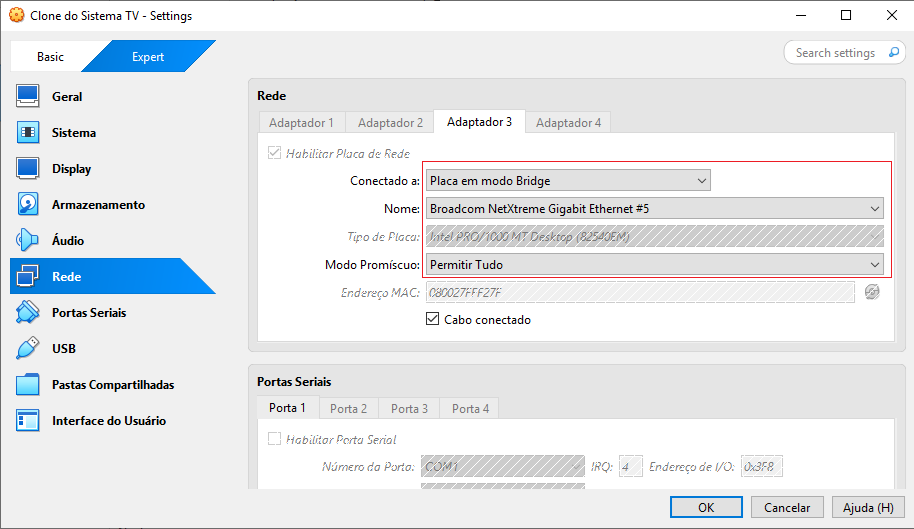 Clone do Sistema TV - Settings
Basic
Expert
Search settings
Geral
Sistema
Display
Armazenamento
Áudio
Rede
Portas Seriais
USB
Pastas Compartilhadas
Interface do Usuário
Rede
Adaptador 1
Adaptador 2
Adaptador 3
Adaptador 4
Habilitar Placa de Rede
Conectado a: Placa em modo Bridge
Nome: Broadcom NetXtreme Gigabit Ethernet #5
Tipo de Placa: Intel PRO/1000 MT Desktop (82540EM)
Modo Promíscuo: Permitir Tudo
Endereço MAC: 080027FFF27F
Cabo conectado
Portas Seriais
Porta 1
Porta 2
Porta 3
Porta 4
Habilitar Porta Serial
Número da Porta: COM1 IRQ: 4 Endereço de I/O: 0x3F8
OK
Cancelar
Ajuda (H)